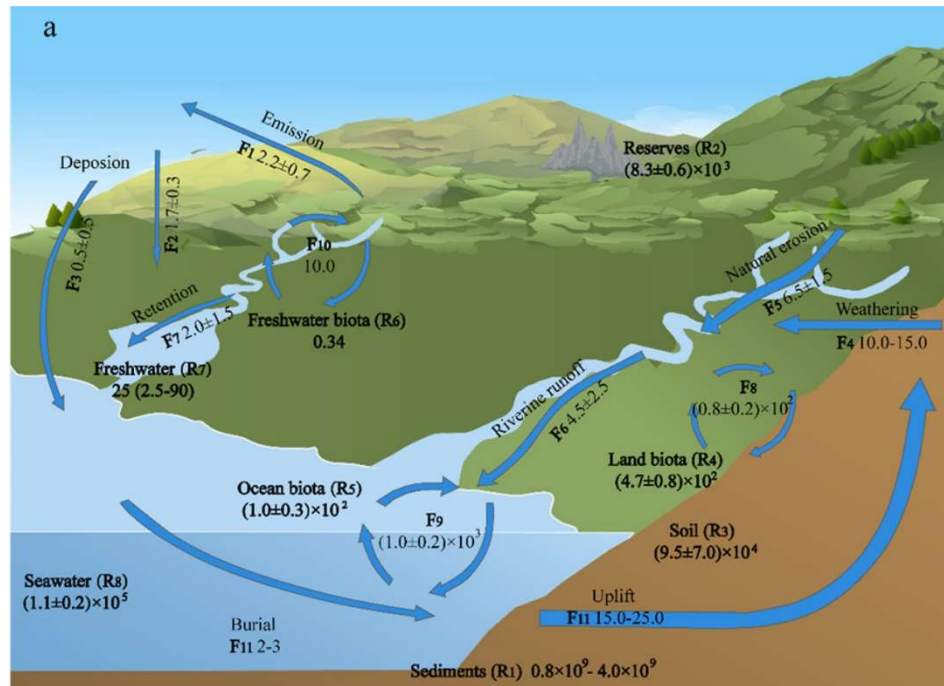 a
Emission
F1 2.2±0.7
Deposion
F2 1.7±0.3
F3 0.5±0.5
Reserves (R2)
(8.3±0.6)×10³
F10
10.0
Retention
F7 2.0±1.5
Freshwater biota (R6)
0.34
Freshwater (R7)
25 (2.5-90)
Natural erosion
F5 6.5±1.5
Weathering
F4 10.0-15.0
Riverine runoff
F6 4.5±2.5
F8
(0.8±0.2)×10²
Land biota (R4)
(4.7±0.8)×10²
Ocean biota (R5)
(1.0±0.3)×10²
F9
(1.0±0.2)×10³
Soil (R3)
(9.5±7.0)×10⁴
Seawater (R8)
(1.1±0.2)×10⁵
Burial
F11 2-3
Uplift
F11 15.0-25.0
Sediments (R1) 0.8×10⁹- 4.0×10⁹